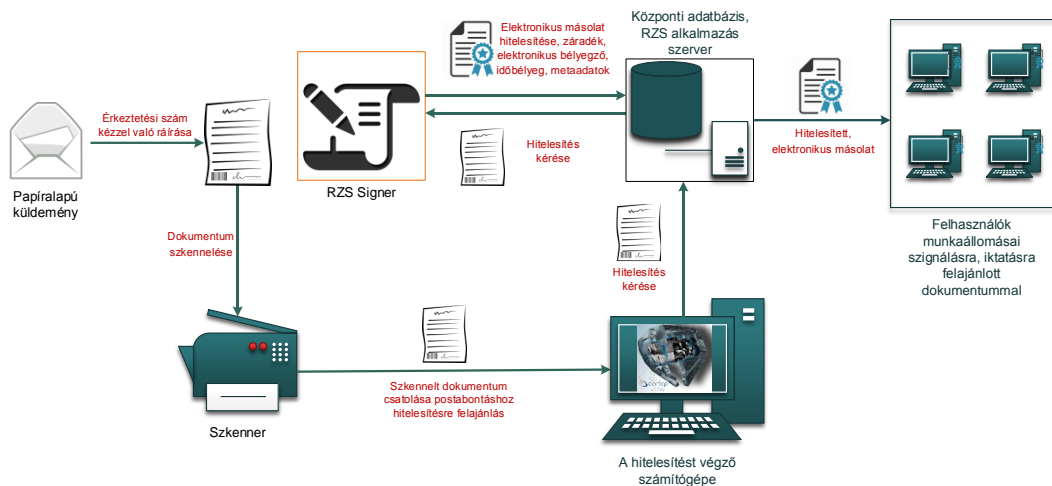 Elektronikus másolat
hitelesítése, záradék,
elektronikus bélyegző,
időbélyeg, metaadatok
Központi adatbázis,
RZS alkalmazás
szerver
Érkeztetési szám
kézzel való ráírása
Hitelesítés
kérése
Hitelesített,
elektronikus másolat
Papíralapú
küldemény
RZS Signer
Felhasználók
munkaállomásai
szignálásra, iktatásra
felajánlott
dokumentummal
Dokumentum
szkennelése
Hitelesítés
kérése
Szkennelt dokumentum
csatolása postabontáshoz
hitelesítésre felajánlás
Szkenner
A hitelesítést végző
számítógépe